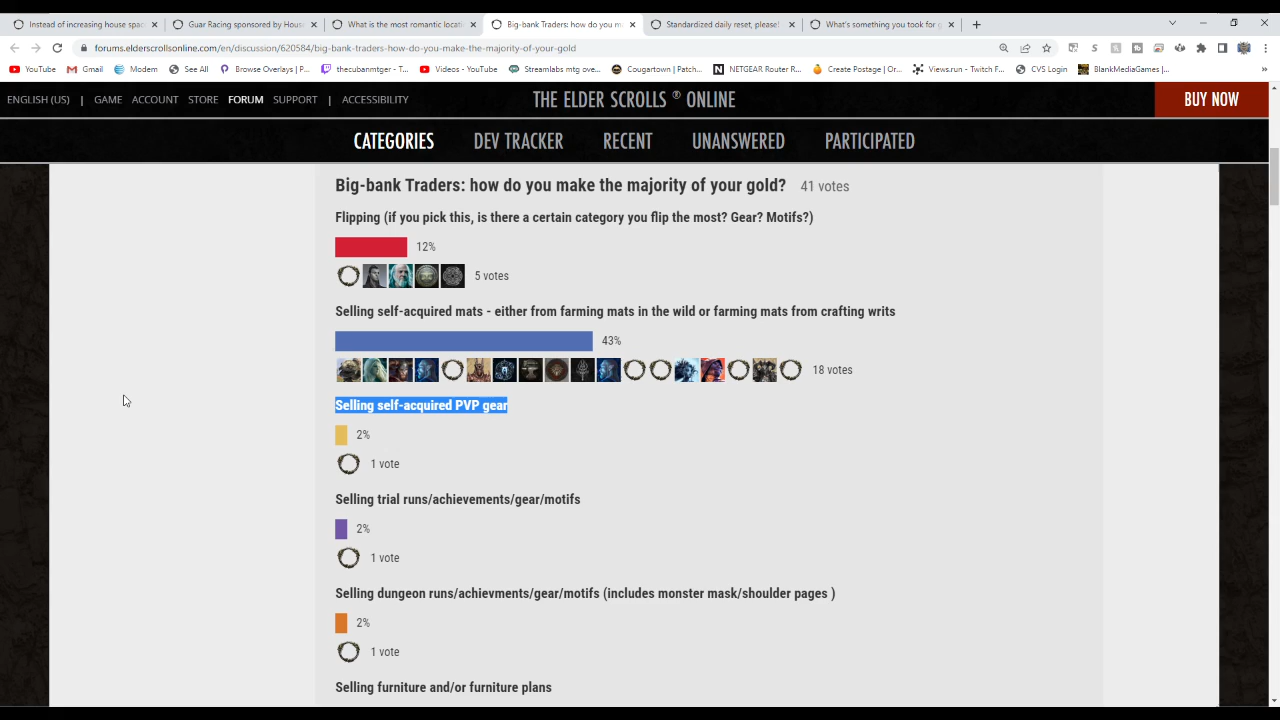 Instead of increasing house spac
Guar Racing sponsored by Hous
What is the most romantic locati
Big-bank Traders: how do you m
Standardized daily reset, please!
What's something you took for g
forums.elderscrollsonline.com/en/discussion/620584/big-bank-traders-how-do-you-make-the-majority-of-your-gold
YouTube
Gmail
Modem
See All
Browse Overlays | P...
thecubanmtger - T...
Videos - YouTube
Streamlabs mtg ove...
Cougartown | Patch...
NETGEAR Router R...
Create Postage | Or...
Views.run - Twitch F...
CVS Login
BlankMediaGames |...
»
ENGLISH (US) | GAME ACCOUNT STORE FORUM SUPPORT | ACCESSIBILITY
THE ELDER SCROLLS ® ONLINE
BUY NOW
CATEGORIES DEV TRACKER RECENT UNANSWERED PARTICIPATED
Big-bank Traders: how do you make the majority of your gold? 41 votes
Flipping (if you pick this, is there a certain category you flip the most? Gear? Motifs?)
12%
5 votes
Selling self-acquired mats - either from farming mats in the wild or farming mats from crafting writs
43%
18 votes
Selling self-acquired PVP gear
2%
1 vote
Selling trial runs/achievements/gear/motifs
2%
1 vote
Selling dungeon runs/achievments/gear/motifs (includes monster mask/shoulder pages )
2%
1 vote
Selling furniture and/or furniture plans